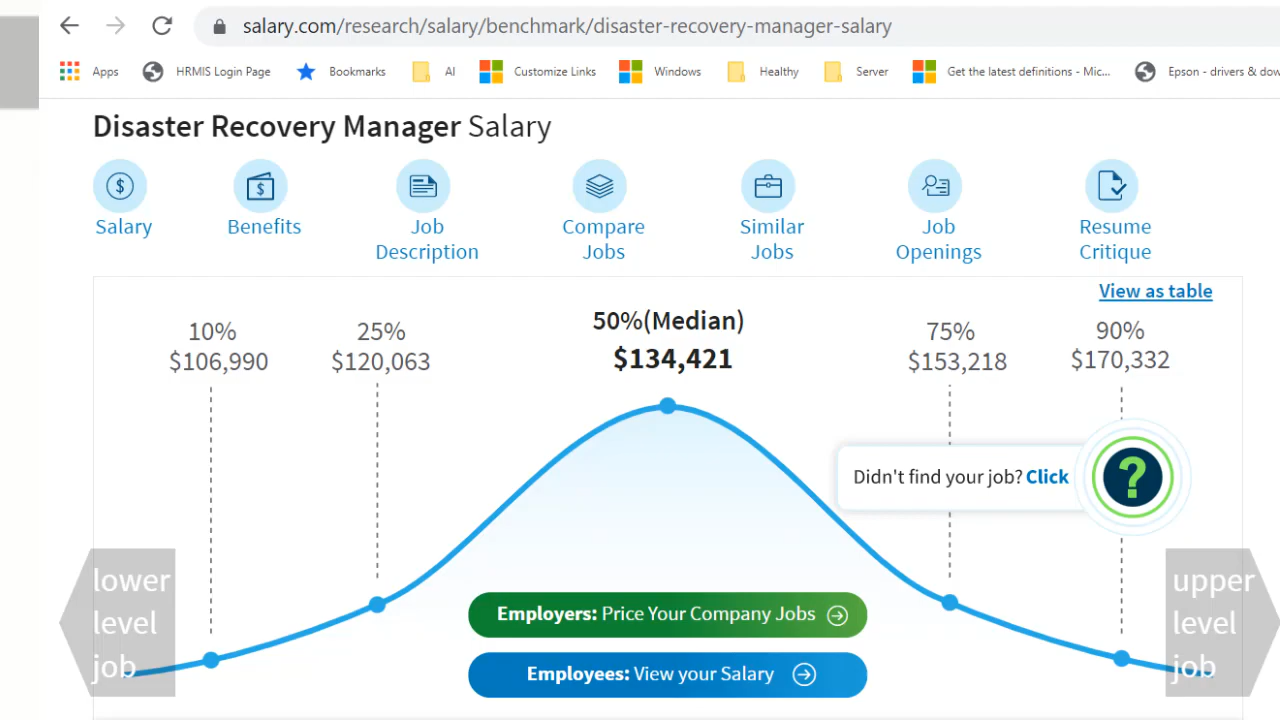 salary.com/research/salary/benchmark/disaster-recovery-manager-salary
Apps HRMIS Login Page Bookmarks AI Customize Links Windows Healthy Server Get the latest definitions - Mic... Epson - drivers & dow
Disaster Recovery Manager Salary
Salary
Benefits
Job
Description
Compare
Jobs
Similar
Jobs
Job
Openings
Resume
Critique
View as table
10%
$106,990
25%
$120,063
50%(Median)
$134,421
75%
$153,218
90%
$170,332
Didn't find your job? Click
?
lower
level
job
Employers: Price Your Company Jobs
Employees: View your Salary
upper
level
job